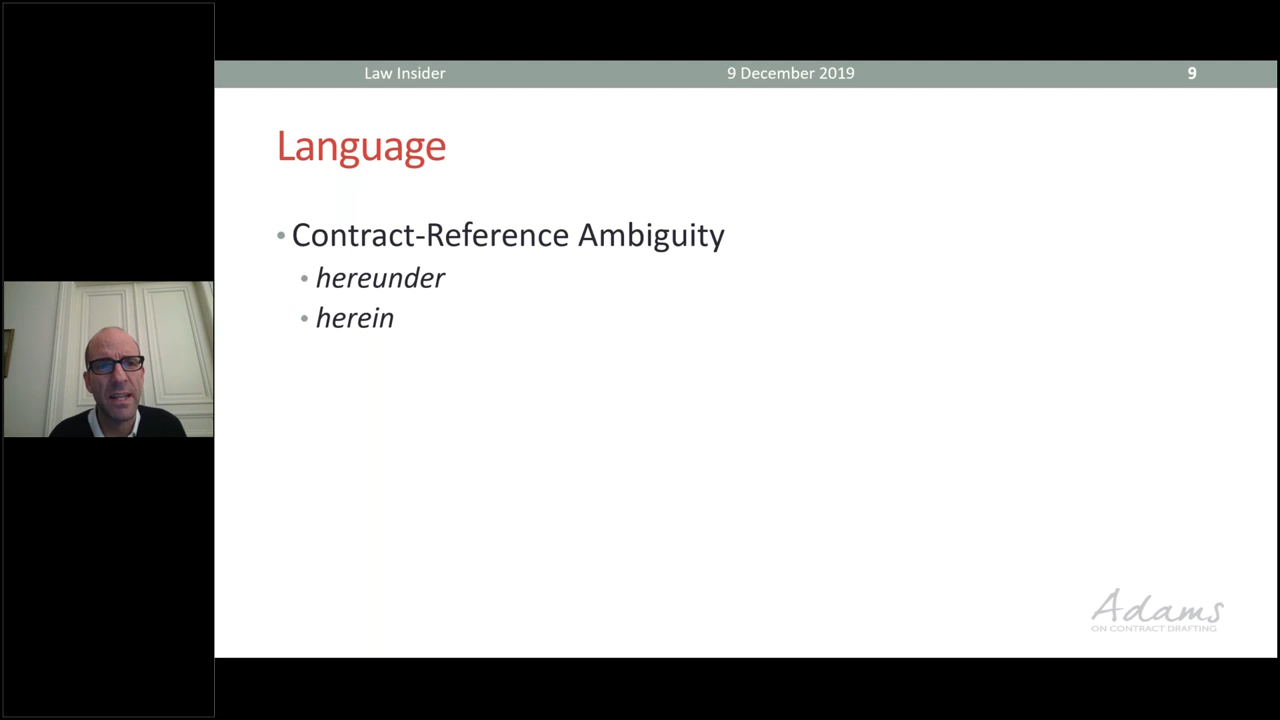 Law Insider 9 December 2019 9
Language
• Contract-Reference Ambiguity
• hereunder
• herein
Adams
ON CONTRACT DRAFTING